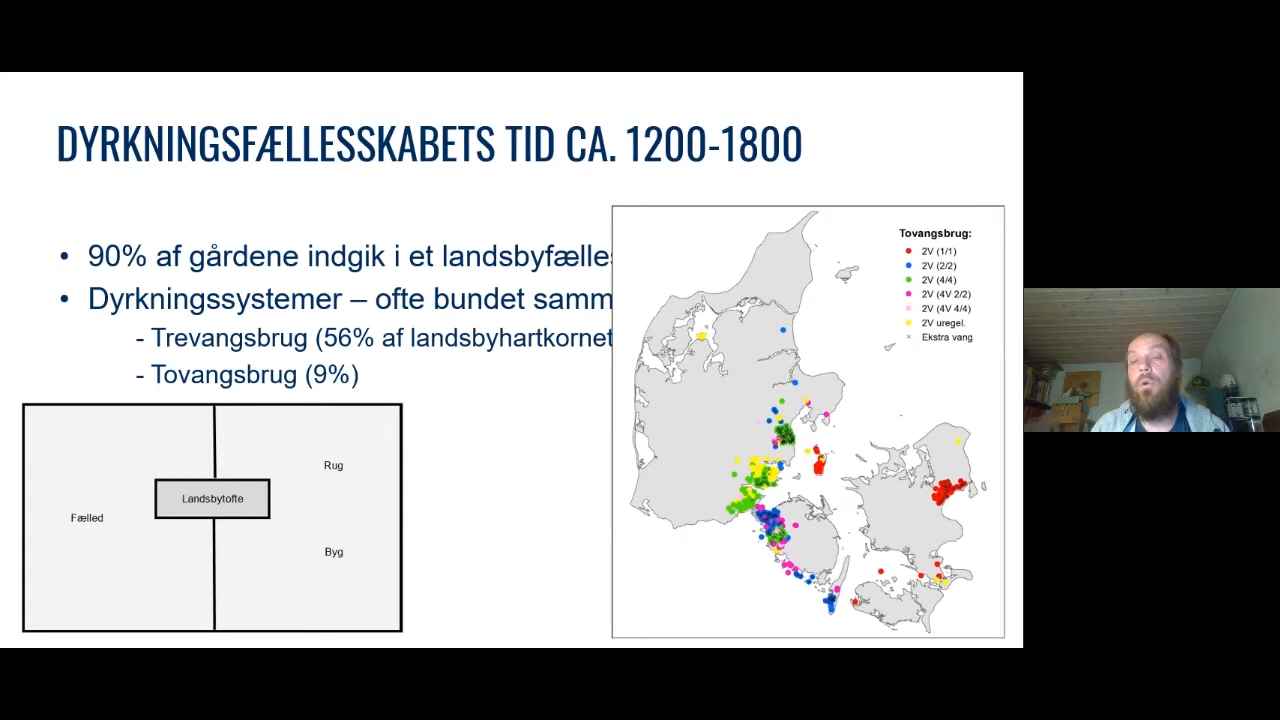 DYRKNINGSFÆLLESSKABETS TID CA. 1200-1800
• 90% af gårdene indgik i et landsbyfælles
• Dyrkningssystemer – ofte bundet samm
- Trevangsbrug (56% af landsbyhartkornet
- Tovangsbrug (9%)
Landsbytofte
Fælled
Rug
Byg
Tovangsbrug:
2V (1/1)
2V (2/2)
2V (4/4)
2V (4V 2/2)
2V (4V 4/4)
2V uregel.
× Ekstra vang